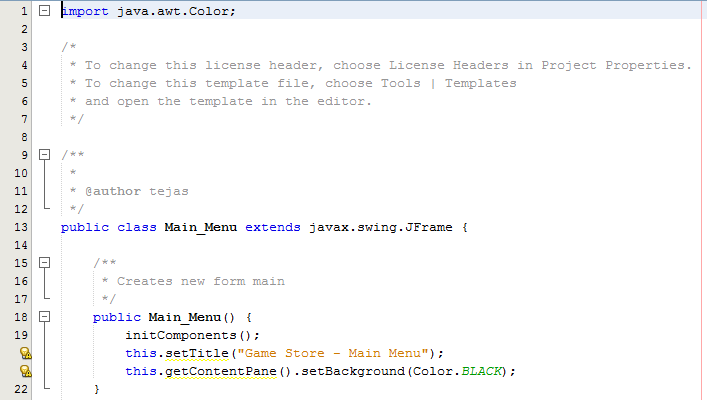 1 import java.awt.Color;
2
3 /*
4  * To change this license header, choose License Headers in Project Properties.
5  * To change this template file, choose Tools | Templates
6  * and open the template in the editor.
7  */
8
9 /**
10  *
11  * @author tejas
12  */
13 public class Main_Menu extends javax.swing.JFrame {
14
15     /**
16      * Creates new form main
17      */
18     public Main_Menu() {
19         initComponents();
        this.setTitle("Game Store - Main Menu");
        this.getContentPane().setBackground(Color.BLACK);
22     }